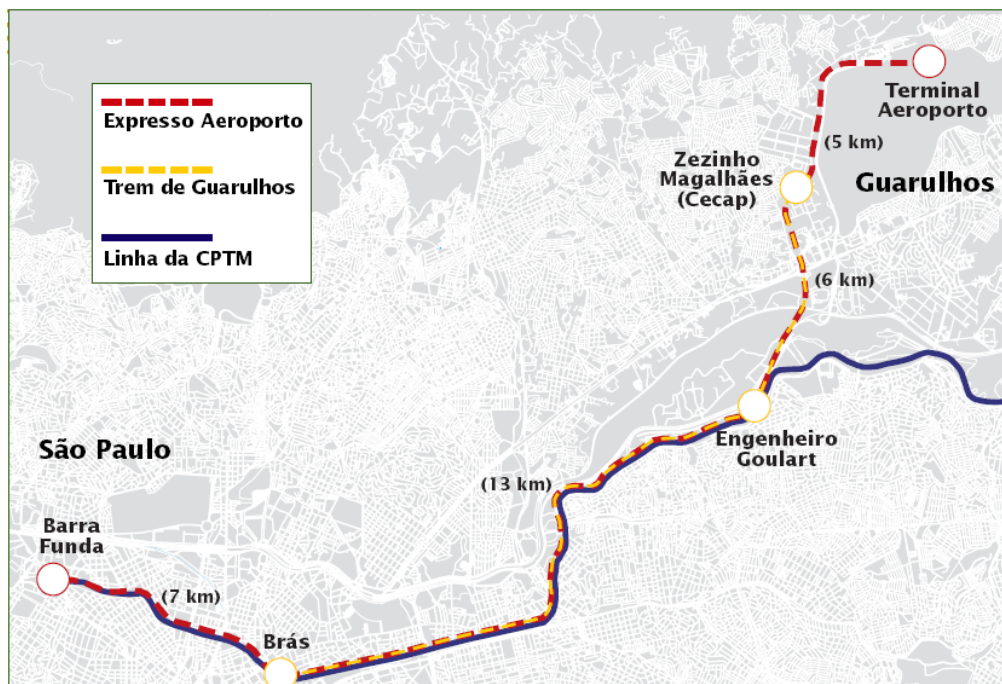 Expresso Aeroporto
Trem de Guarulhos
Linha da CPTM
Terminal
Aeroporto
(5 km)
Zezinho
Magalhães
(Cecap)
Guarulhos
(6 km)
Engenheiro
Goulart
São Paulo
(13 km)
Barra
Funda
(7 km)
Brás